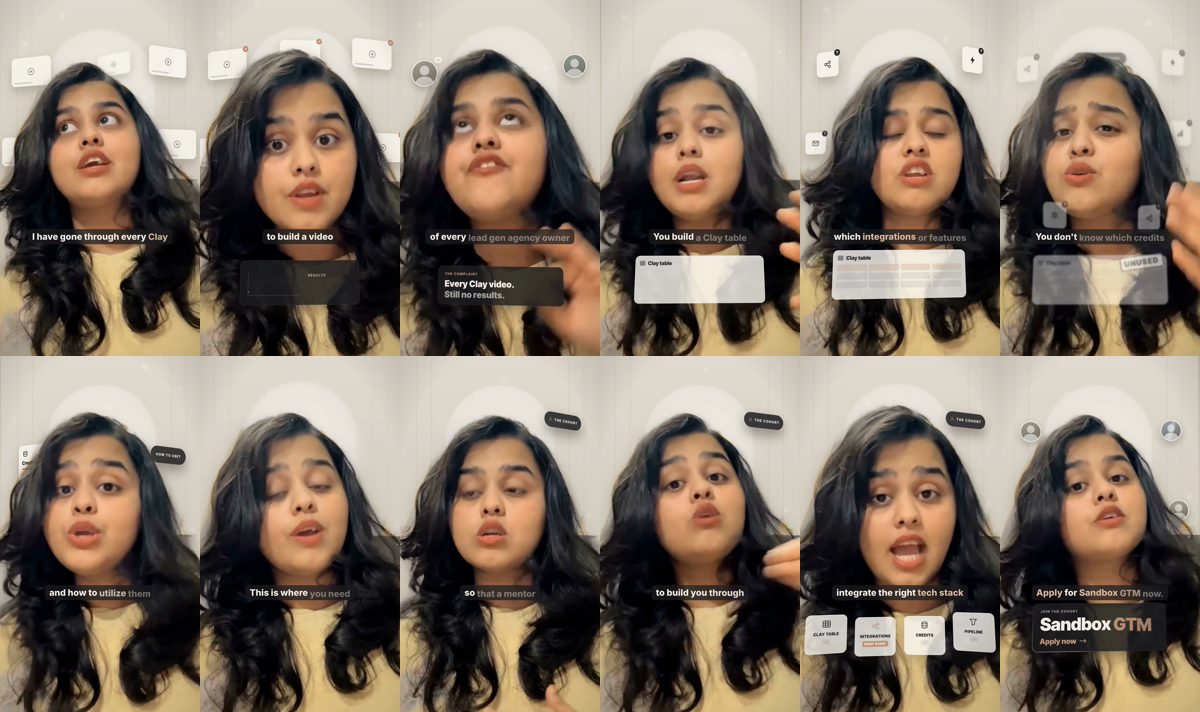 I have gone through every Clay
to build a video
RESULTS
of every lead gen agency owner
THE COMPLAINT
Every Clay video.
Still no results.
You build a Clay table
Clay table
which integrations or features
Clay table
You don't know which credits
Clay table
UNUSED
HOW TO USE?
and how to utilize them
This is where you need
THE COHORT
so that a mentor
THE COHORT
to build you through
THE COHORT
integrate the right tech stack
CLAY TABLE
INTEGRATIONS
RIGHT STACK
CREDITS
PIPELINE
Apply for Sandbox GTM now.
JOIN THE COHORT
Sandbox GTM
Apply now →